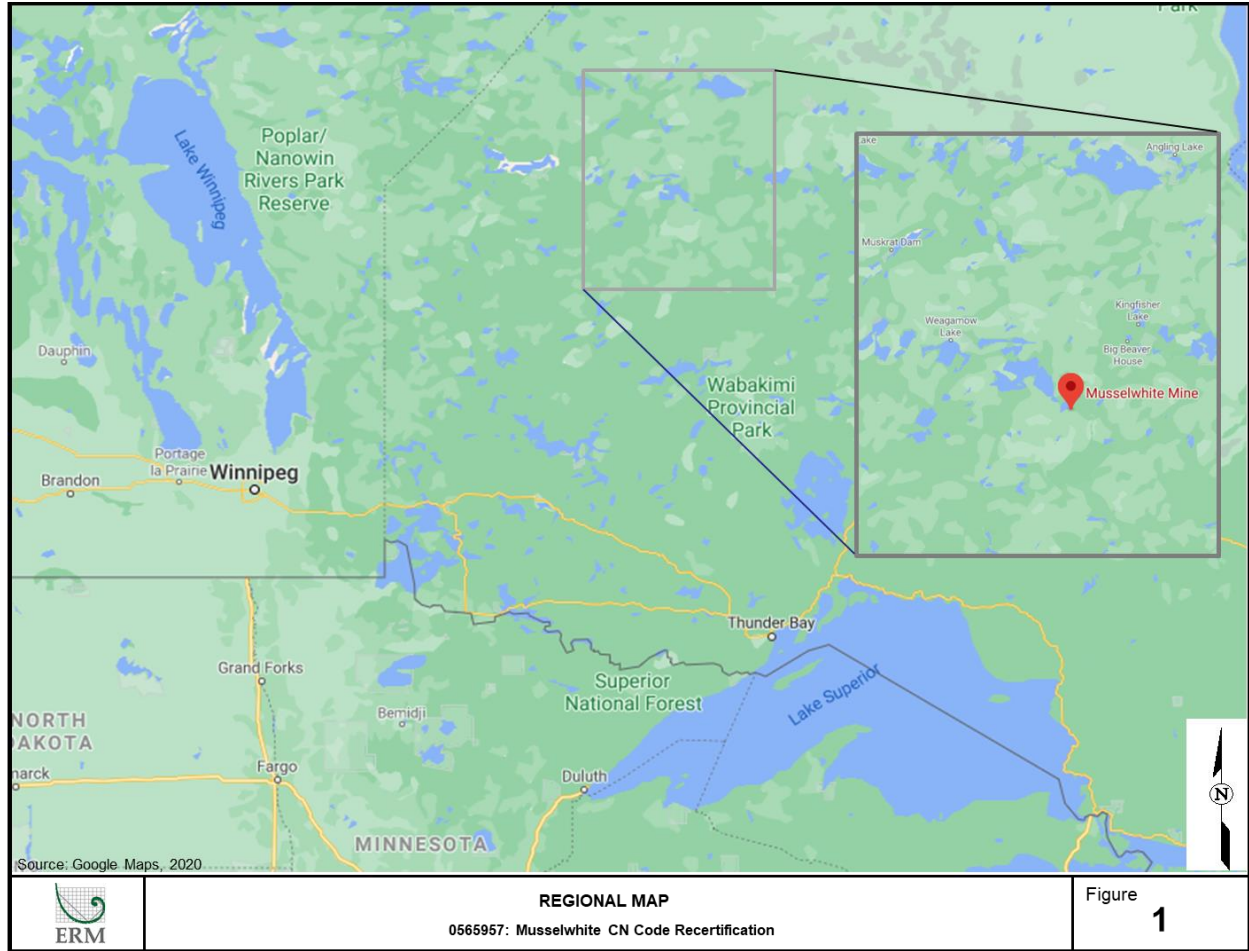 Park
Poplar/
Nanowin
Rivers Park
Reserve
Lake Winnipeg
ake
Angling Lake
Muskrat Dam
Kingfisher
Lake
Weagamow
Lake
Big Beaver
House
Musselwhite Mine
Dauphin
Wabakimi
Provincial
Park
Portage
la Prairie
Winnipeg
Brandon
Thunder Bay
Grand Forks
Superior
National Forest
Lake Superior
Bemidji
NORTH
DAKOTA
marck
Fargo
Duluth
MINNESOTA
N
Source: Google Maps, 2020
ERM
REGIONAL MAP
0565957: Musselwhite CN Code Recertification
Figure
1